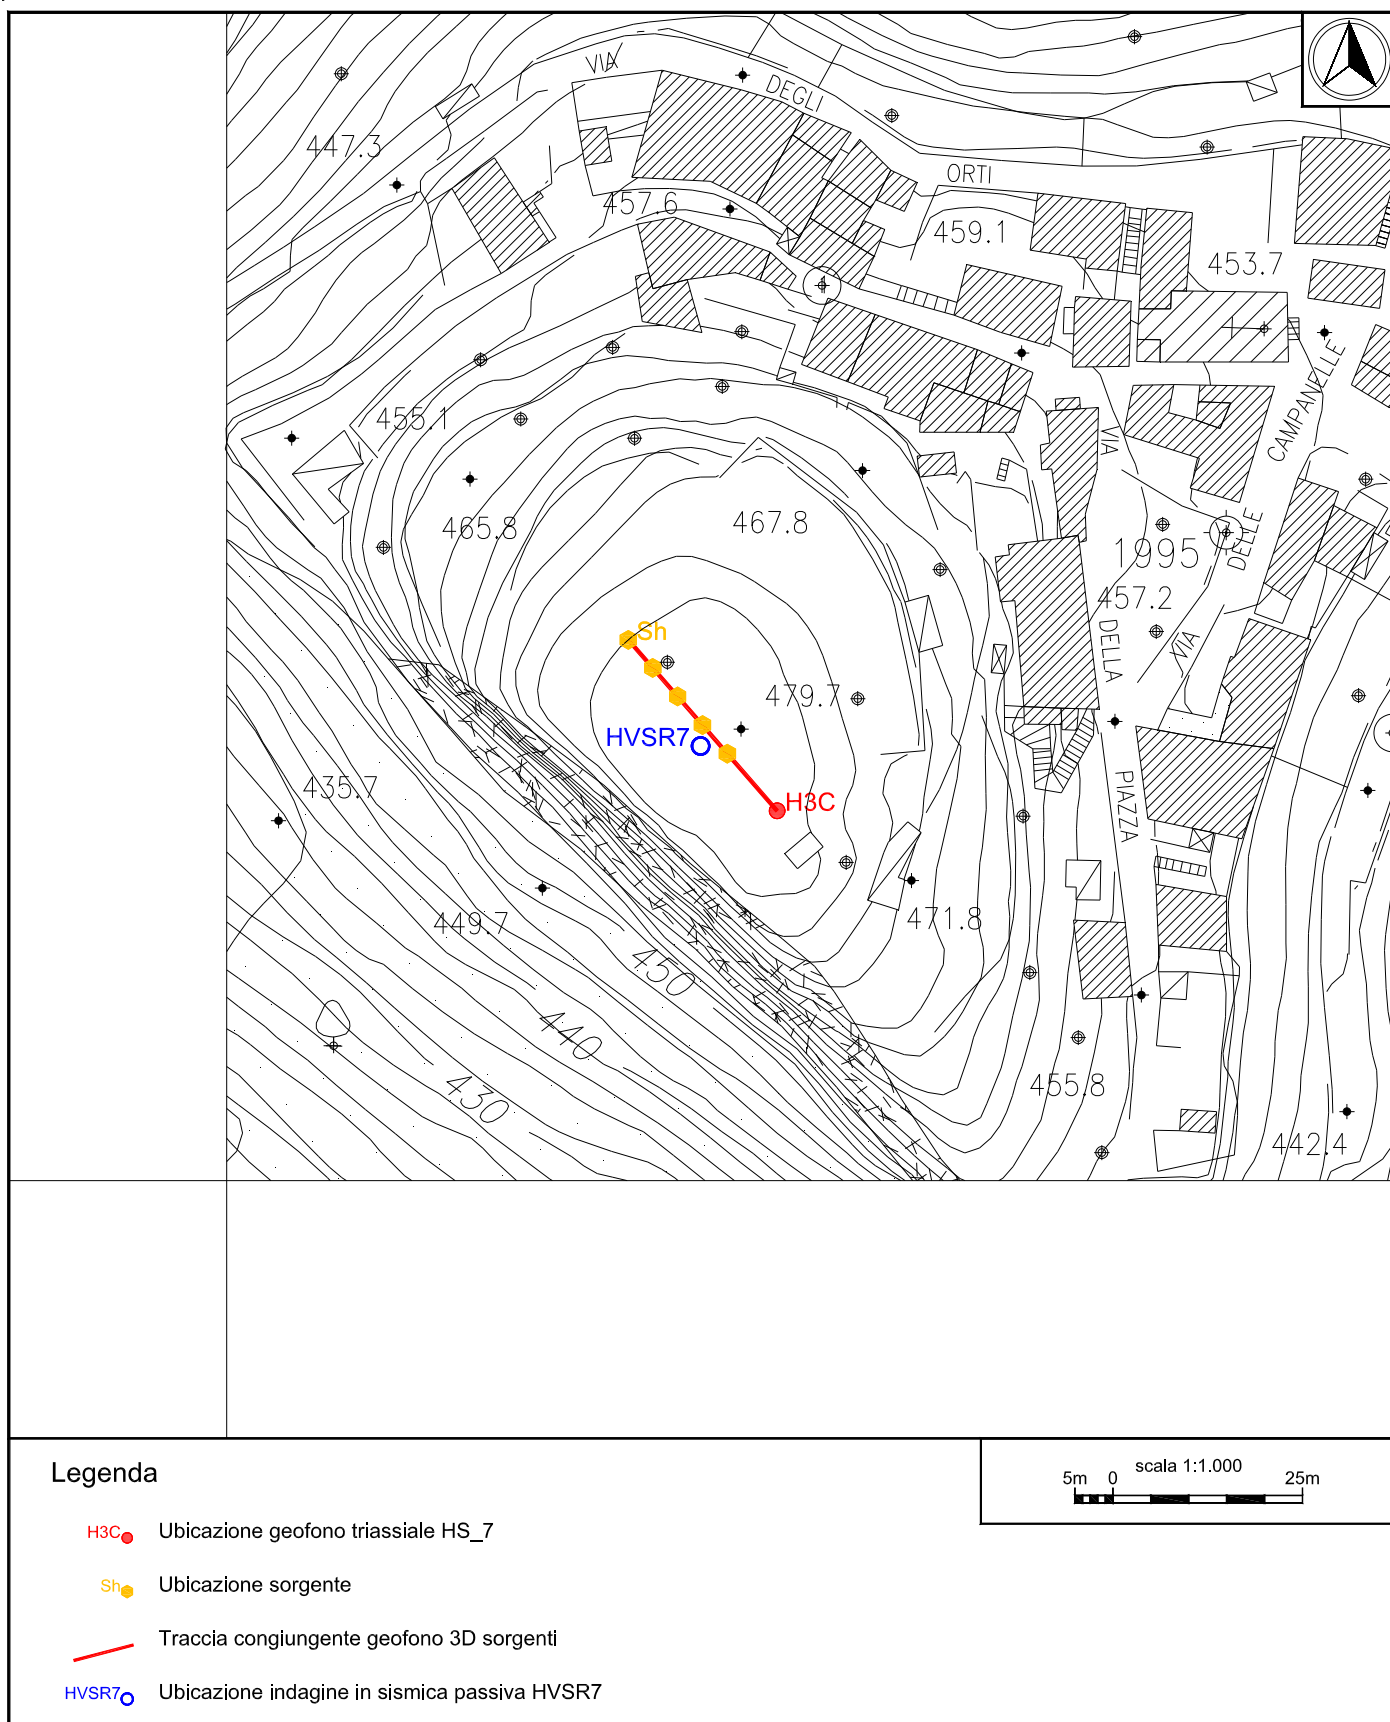 VIA
DEGLI
ORTI
447.3
457.6
459.1
453.7
455.1
465.8
467.8
VIA
DELLE
CAMPANELLE
1995
457.2
Sh
DELLA
VIA
479.7
HVSR7
H3C
435.7
PIAZZA
449.7
471.8
450
440
430
455.8
442.4
Legenda
H3C Ubicazione geofono triassiale HS_7
Sh Ubicazione sorgente
Traccia congiungente geofono 3D sorgenti
HVSR7 Ubicazione indagine in sismica passiva HVSR7
scala 1:1.000
5m 0 25m